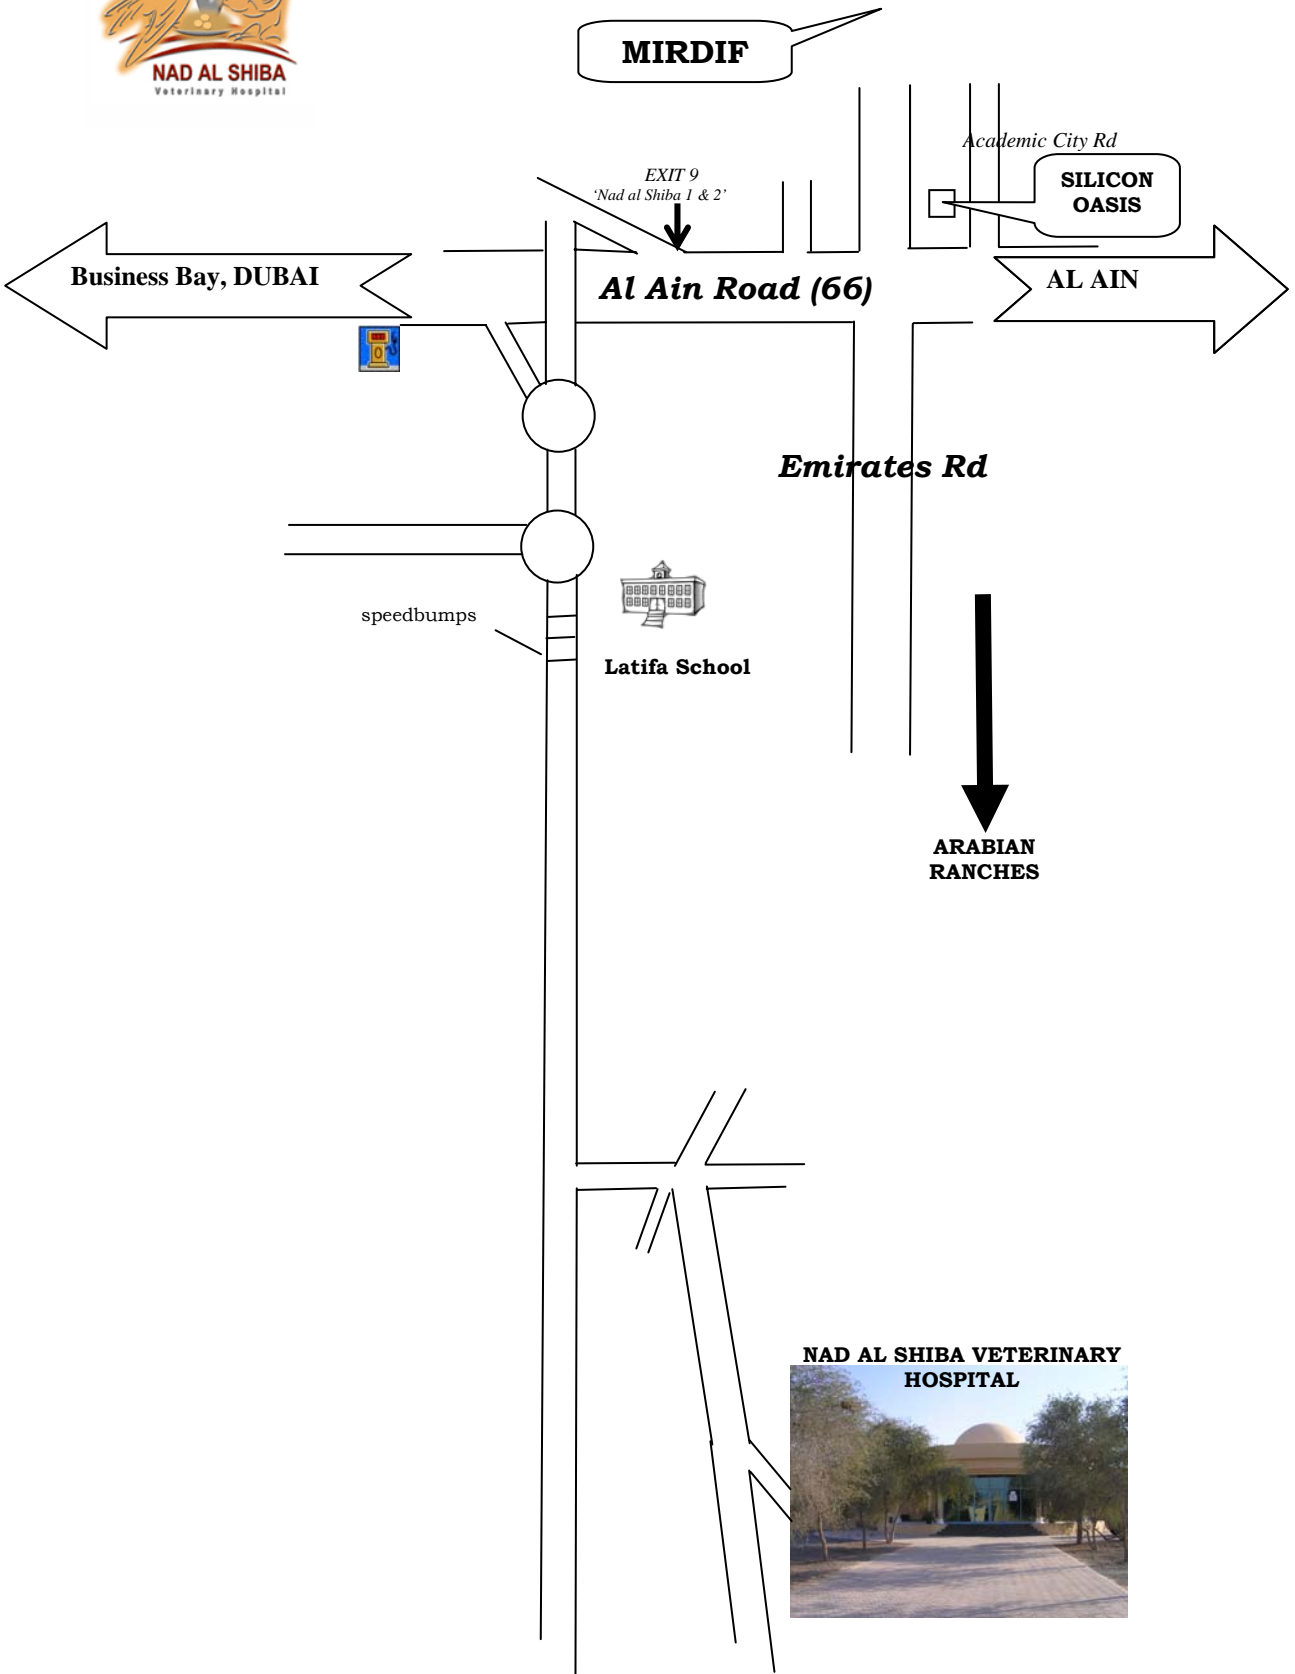 NAD AL SHIBA
Veterinary Hospital
MIRDIF
Academic City Rd
EXIT 9
‘Nad al Shiba 1 & 2’
SILICON
OASIS
Business Bay, DUBAI
Al Ain Road (66)
AL AIN
Emirates Rd
speedbumps
Latifa School
ARABIAN
RANCHES
NAD AL SHIBA VETERINARY
HOSPITAL